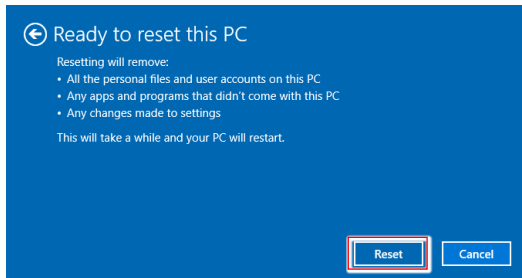 Ready to reset this PC
Resetting will remove:
• All the personal files and user accounts on this PC
• Any apps and programs that didn't come with this PC
• Any changes made to settings
This will take a while and your PC will restart.
Reset Cancel